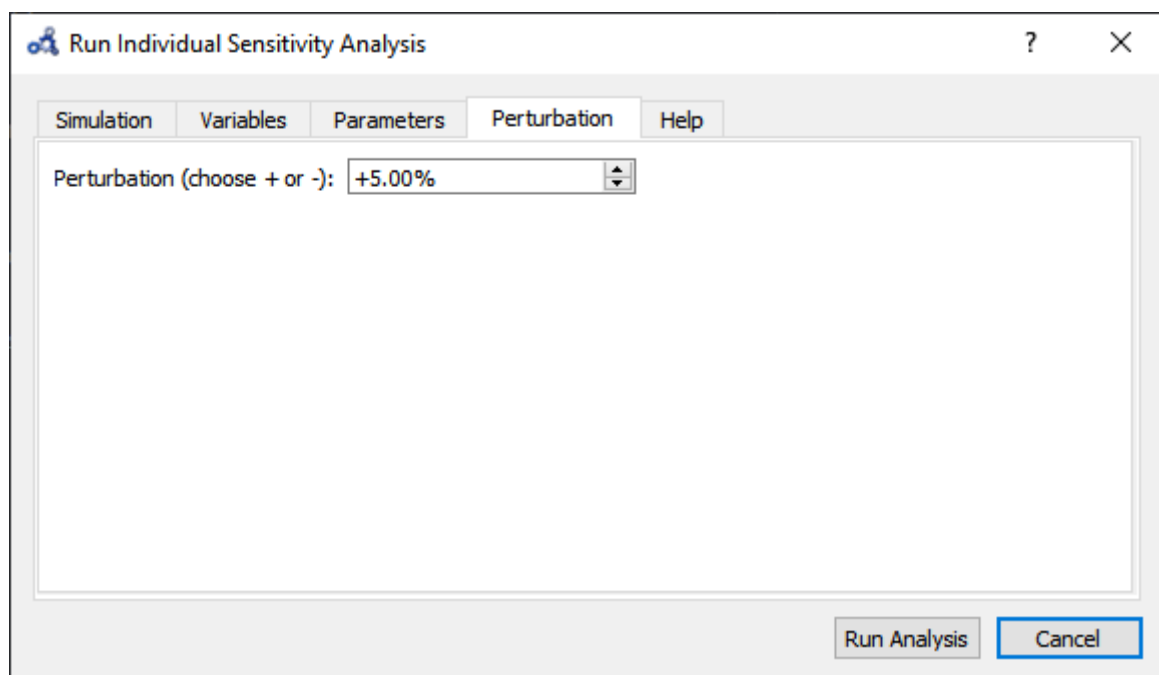 Run Individual Sensitivity Analysis ?
Simulation Variables Parameters Perturbation Help
Perturbation (choose + or -): +5.00%
Run Analysis Cancel